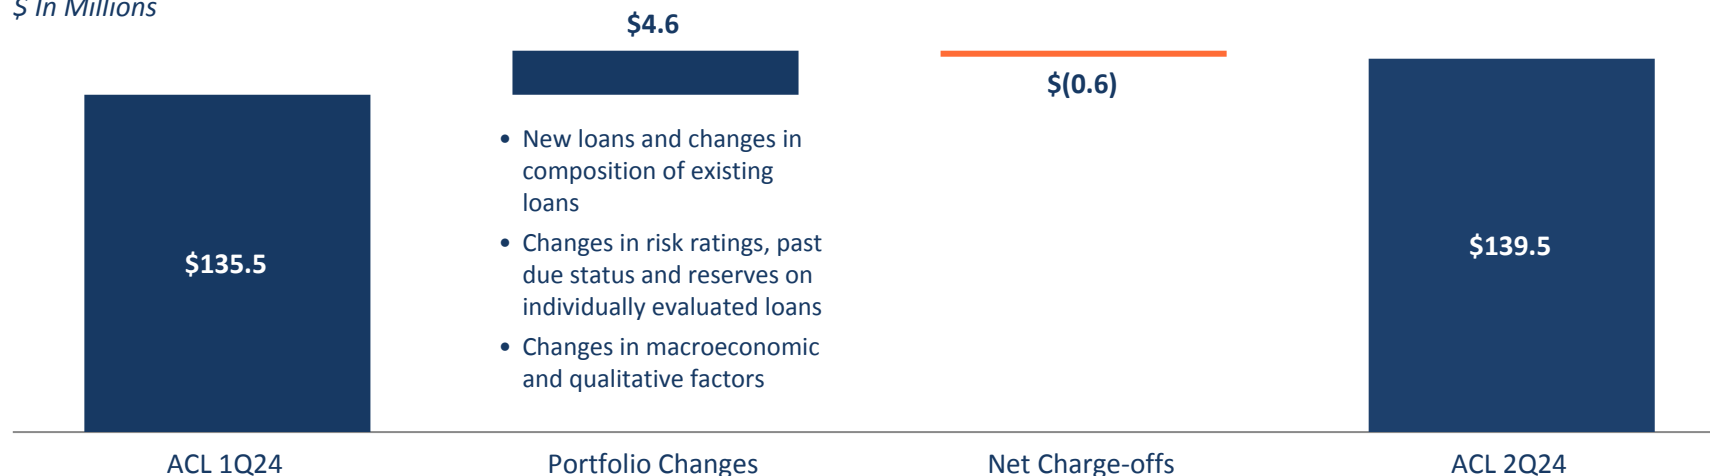 $ In Millions
$4.6
$(0.6)
• New loans and changes in
composition of existing
loans
• Changes in risk ratings, past
due status and reserves on
individually evaluated loans
• Changes in macroeconomic
and qualitative factors
$135.5
$139.5
ACL 1Q24
Portfolio Changes
Net Charge-offs
ACL 2Q24